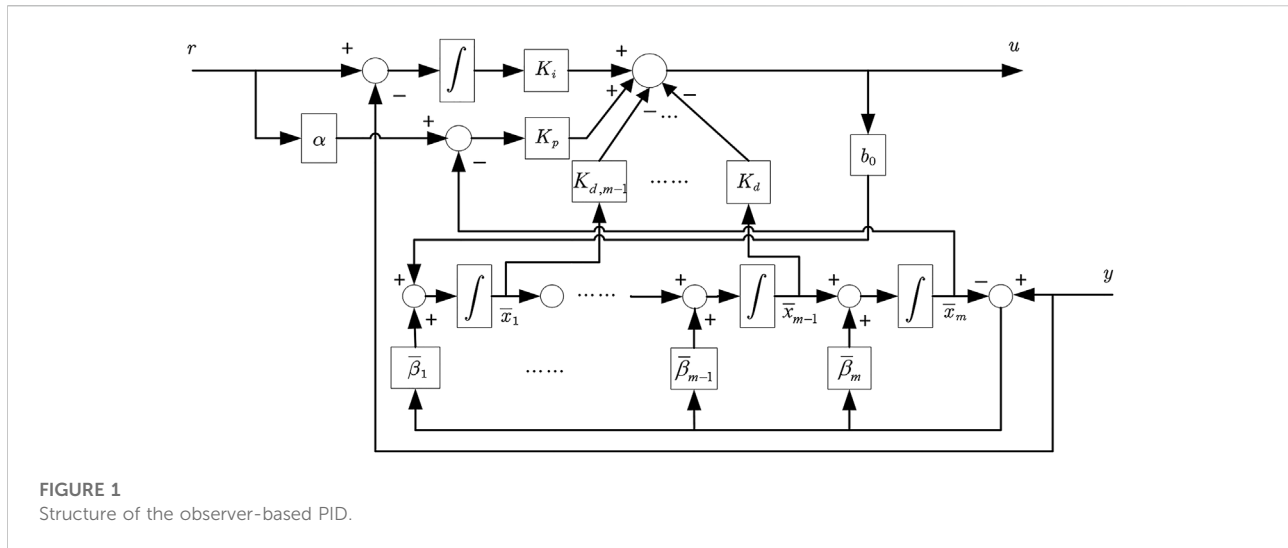 r + ∫ K_i + u
− + − ...−
α + K_p b_0
−
K_{d,m−1} ...... K_d
+ ∫ ...... + ∫ + ∫ − + y
+ x̄_1 + x̄_{m−1} + x̄_m
β̄_1 ...... β̄_{m−1} β̄_m
FIGURE 1
Structure of the observer-based PID.